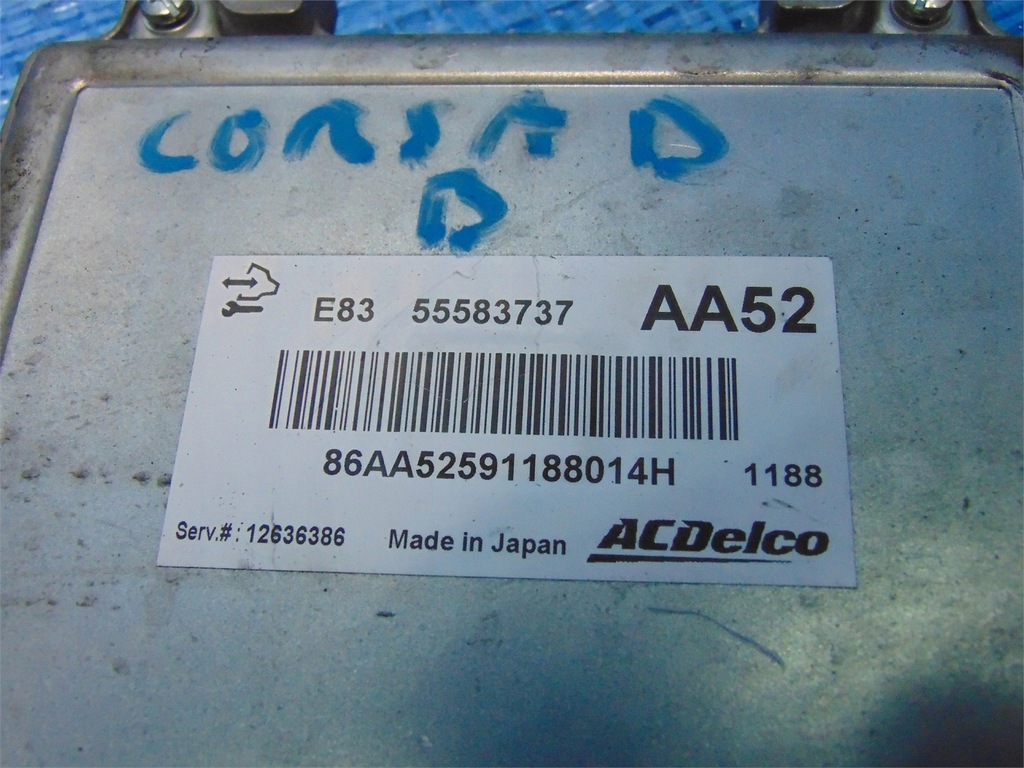 CORSA D
D
E83 55583737 AA52
86AA52591188014H 1188
Serv.#: 12636386 Made in Japan ACDelco